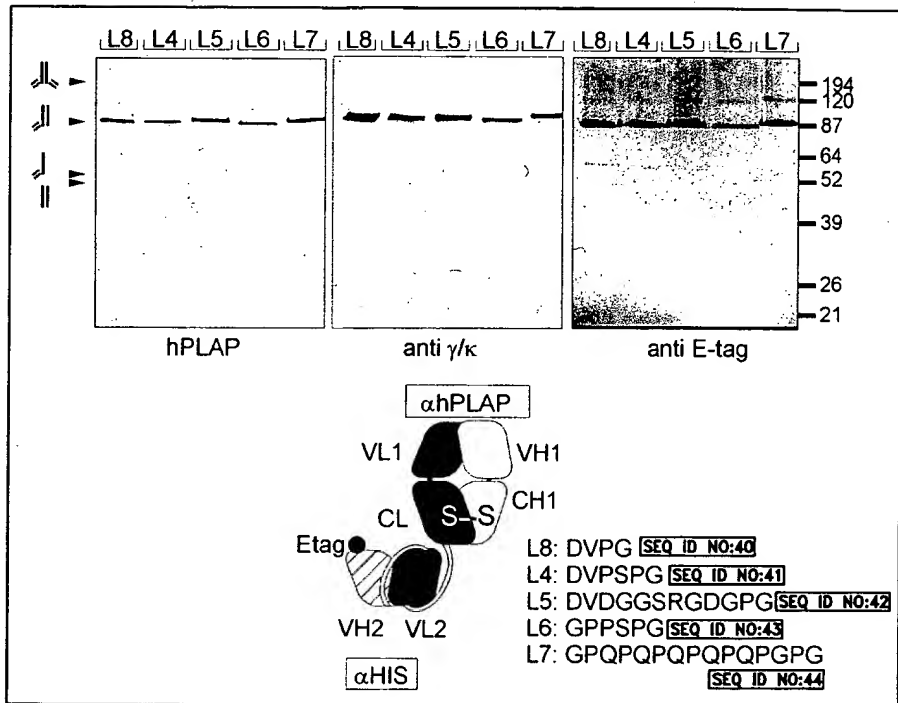 L8 L4 L5 L6 L7 L8 L4 L5 L6 L7 L8 L4 L5 L6 L7
194
120
87
64
52
39
26
21
hPLAP anti γ/κ anti E-tag
αhPLAP
VL1 VH1
CL S-S CH1
Etag
VH2 VL2
αHIS
L8: DVPG SEQ ID NO:40
L4: DVPSPG SEQ ID NO:41
L5: DVDGGSRGDGPG SEQ ID NO:42
L6: GPPSPG SEQ ID NO:43
L7: GPQPQPQPQPQPGPG
SEQ ID NO:44